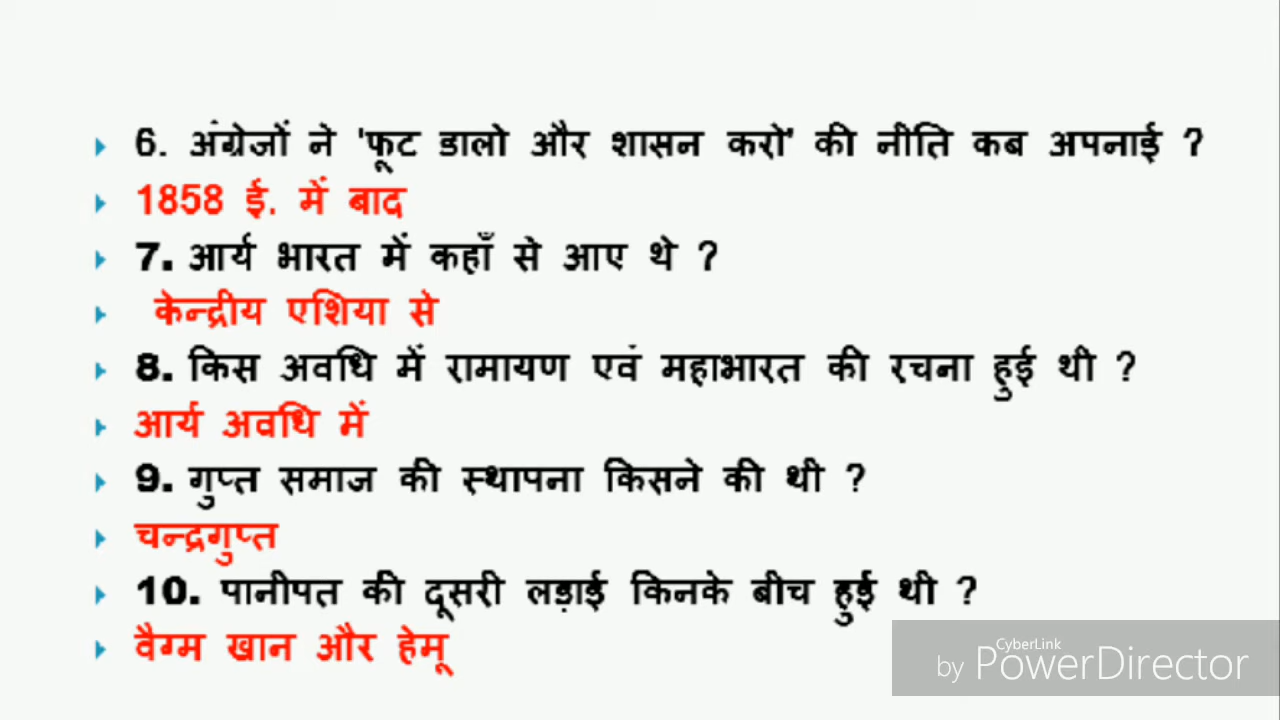 6. अंग्रेजों ने 'फूट डालो और शासन करो' की नीति कब अपनाई ?
1858 ई. में बाद
7. आर्य भारत में कहाँ से आए थे ?
केन्द्रीय एशिया से
8. किस अवधि में रामायण एवं महाभारत की रचना हुई थी ?
आर्य अवधि में
9. गुप्त समाज की स्थापना किसने की थी ?
चन्द्रगुप्त
10. पानीपत की दूसरी लड़ाई किनके बीच हुई थी ?
वैग्म खान और हेमू
CyberLink
by PowerDirector